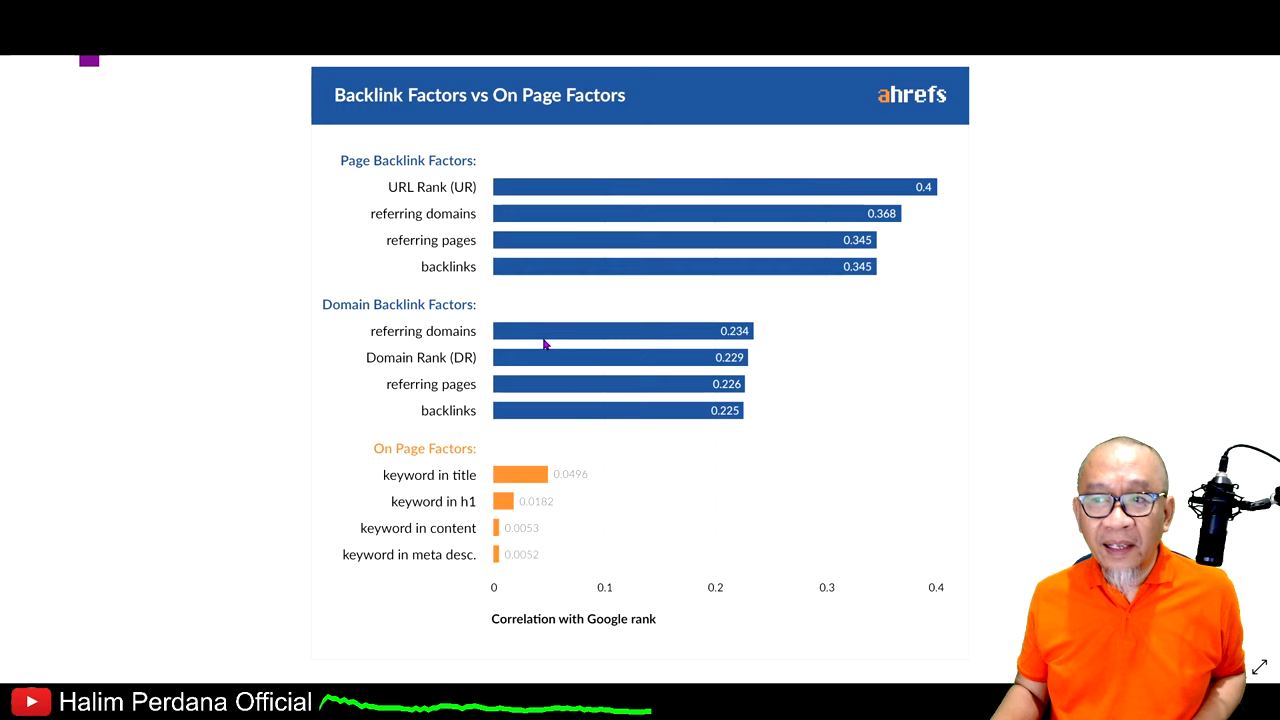 Backlink Factors vs On Page Factors
ahrefs
Page Backlink Factors:
URL Rank (UR) 0.4
referring domains 0.368
referring pages 0.345
backlinks 0.345
Domain Backlink Factors:
referring domains 0.234
Domain Rank (DR) 0.229
referring pages 0.226
backlinks 0.225
On Page Factors:
keyword in title 0.0496
keyword in h1 0.0182
keyword in content 0.0053
keyword in meta desc. 0.0052
0 0.1 0.2 0.3 0.4
Correlation with Google rank
Halim Perdana Official